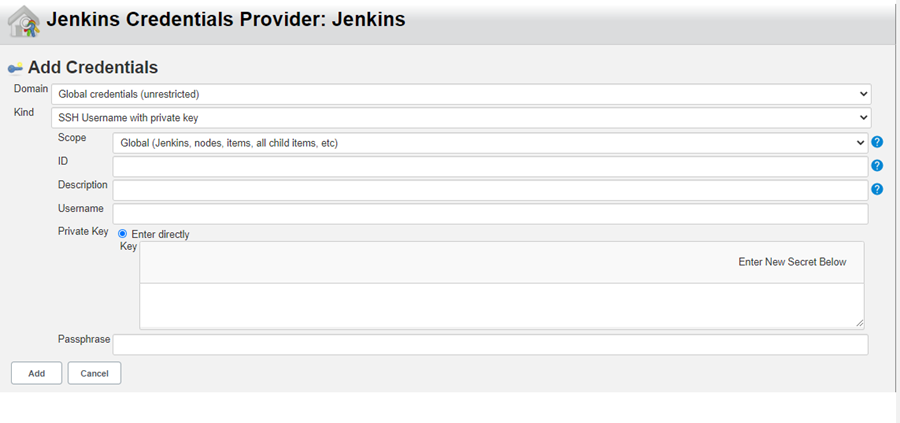 Jenkins Credentials Provider: Jenkins
Add Credentials
Domain
Global credentials (unrestricted)
Kind
SSH Username with private key
Scope
Global (Jenkins, nodes, items, all child items, etc)
?
ID
?
Description
?
Username
Private Key
Enter directly
Key
Enter New Secret Below
Passphrase
Add
Cancel